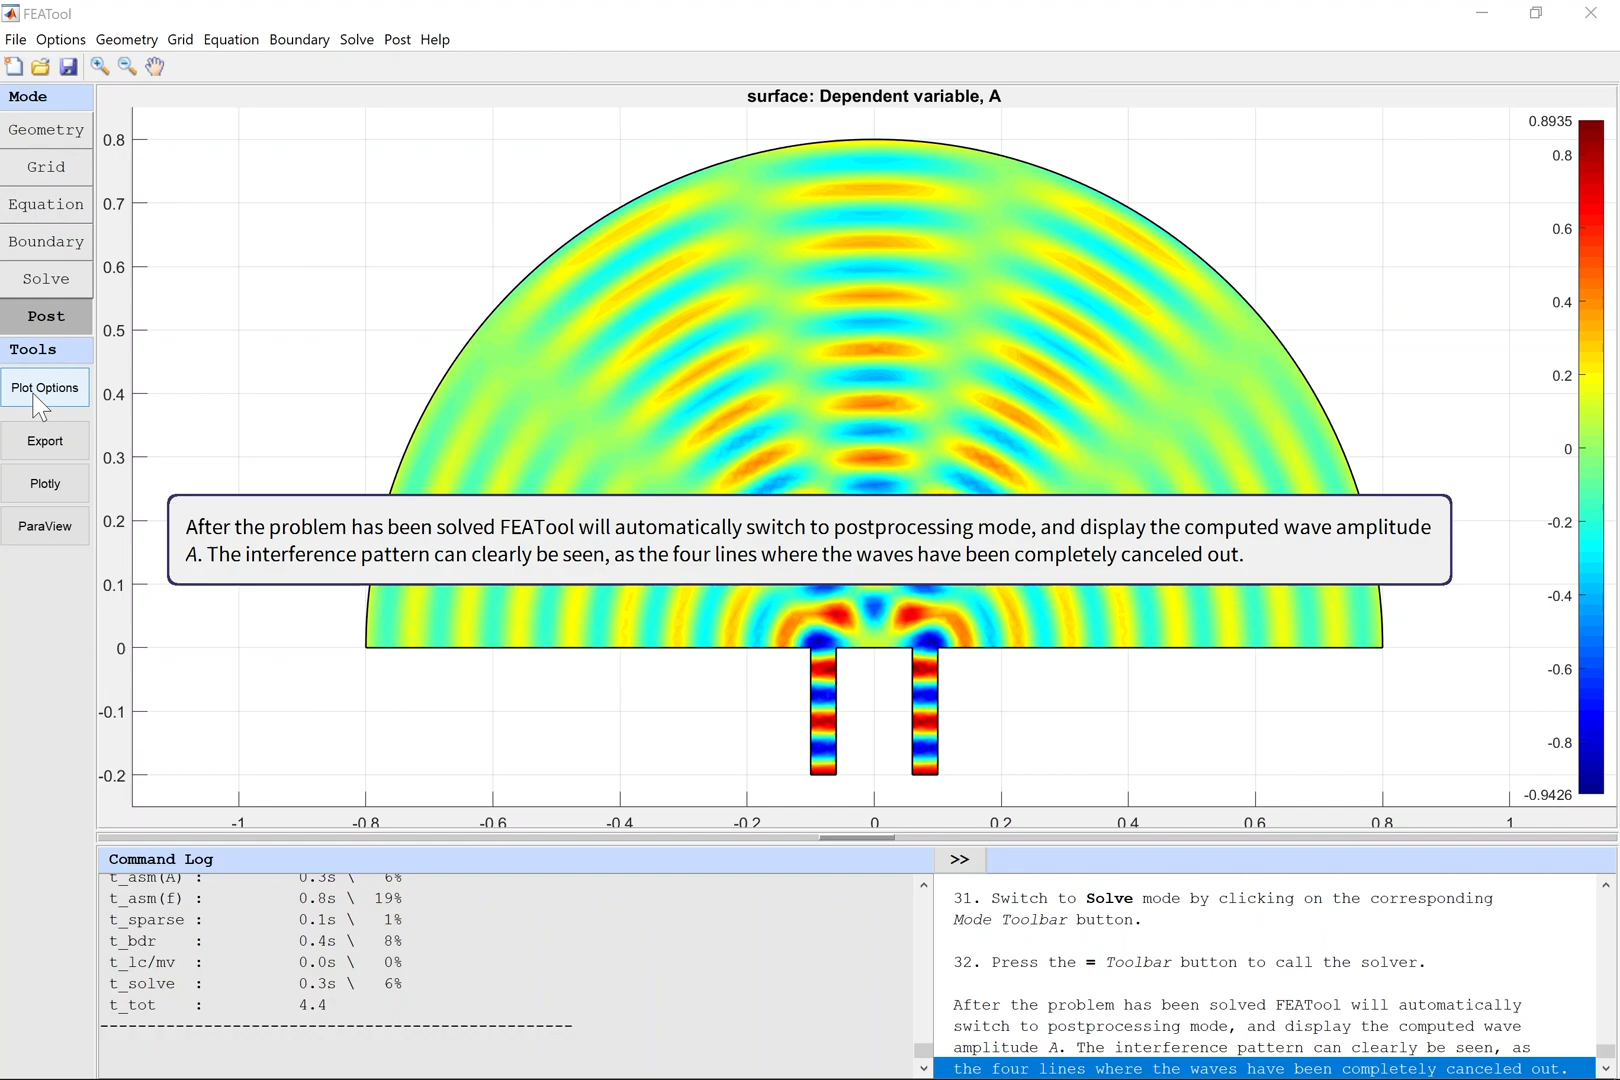 FEATool
File Options Geometry Grid Equation Boundary Solve Post Help
Mode
Geometry
Grid
Equation
Boundary
Solve
Post
Tools
Plot Options
Export
Plotly
ParaView
surface: Dependent variable, A
0.8
0.7
0.6
0.5
0.4
0.3
0.2
0.1
0
-0.1
-0.2
-1 -0.8 -0.6 -0.4 -0.2 0 0.2 0.4 0.6 0.8 1
0.8935
0.8
0.6
0.4
0.2
0
-0.2
-0.4
-0.6
-0.8
-0.9426
After the problem has been solved FEATool will automatically switch to postprocessing mode, and display the computed wave amplitude
A. The interference pattern can clearly be seen, as the four lines where the waves have been completely canceled out.
Command Log
t_asm(A) : 0.3s \ 6%
t_asm(f) : 0.8s \ 19%
t_sparse : 0.1s \ 1%
t_bdr : 0.4s \ 8%
t_lc/mv : 0.0s \ 0%
t_solve : 0.3s \ 6%
t_tot : 4.4
------------------------------------------------
>>
31. Switch to Solve mode by clicking on the corresponding
Mode Toolbar button.
32. Press the = Toolbar button to call the solver.
After the problem has been solved FEATool will automatically
switch to postprocessing mode, and display the computed wave
amplitude A. The interference pattern can clearly be seen, as
the four lines where the waves have been completely canceled out.